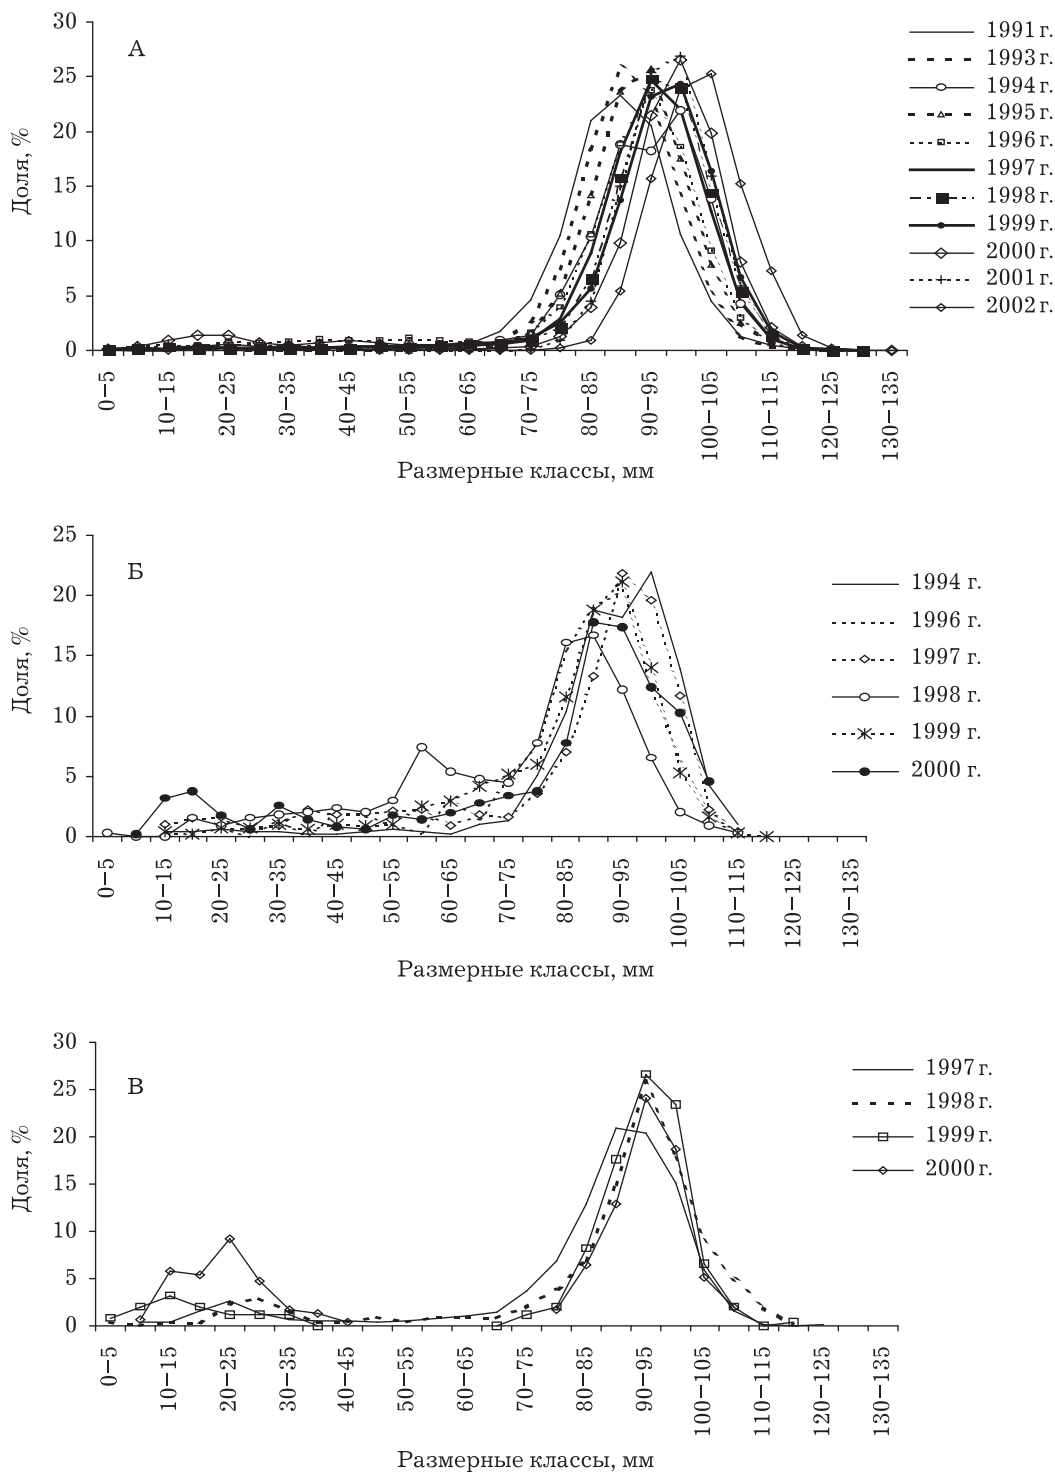 А
Доля, %
30
25
20
15
10
5
0
0–5
10–15
20–25
30–35
40–45
50–55
60–65
70–75
80–85
90–95
100–105
110–115
120–125
130–135
Размерные классы, мм
1991 г.
1993 г.
1994 г.
1995 г.
1996 г.
1997 г.
1998 г.
1999 г.
2000 г.
2001 г.
2002 г.
Б
Доля, %
25
20
15
10
5
0
0–5
10–15
20–25
30–35
40–45
50–55
60–65
70–75
80–85
90–95
100–105
110–115
120–125
130–135
Размерные классы, мм
1994 г.
1996 г.
1997 г.
1998 г.
1999 г.
2000 г.
В
Доля, %
30
25
20
15
10
5
0
0–5
10–15
20–25
30–35
40–45
50–55
60–65
70–75
80–85
90–95
100–105
110–115
120–125
130–135
Размерные классы, мм
1997 г.
1998 г.
1999 г.
2000 г.